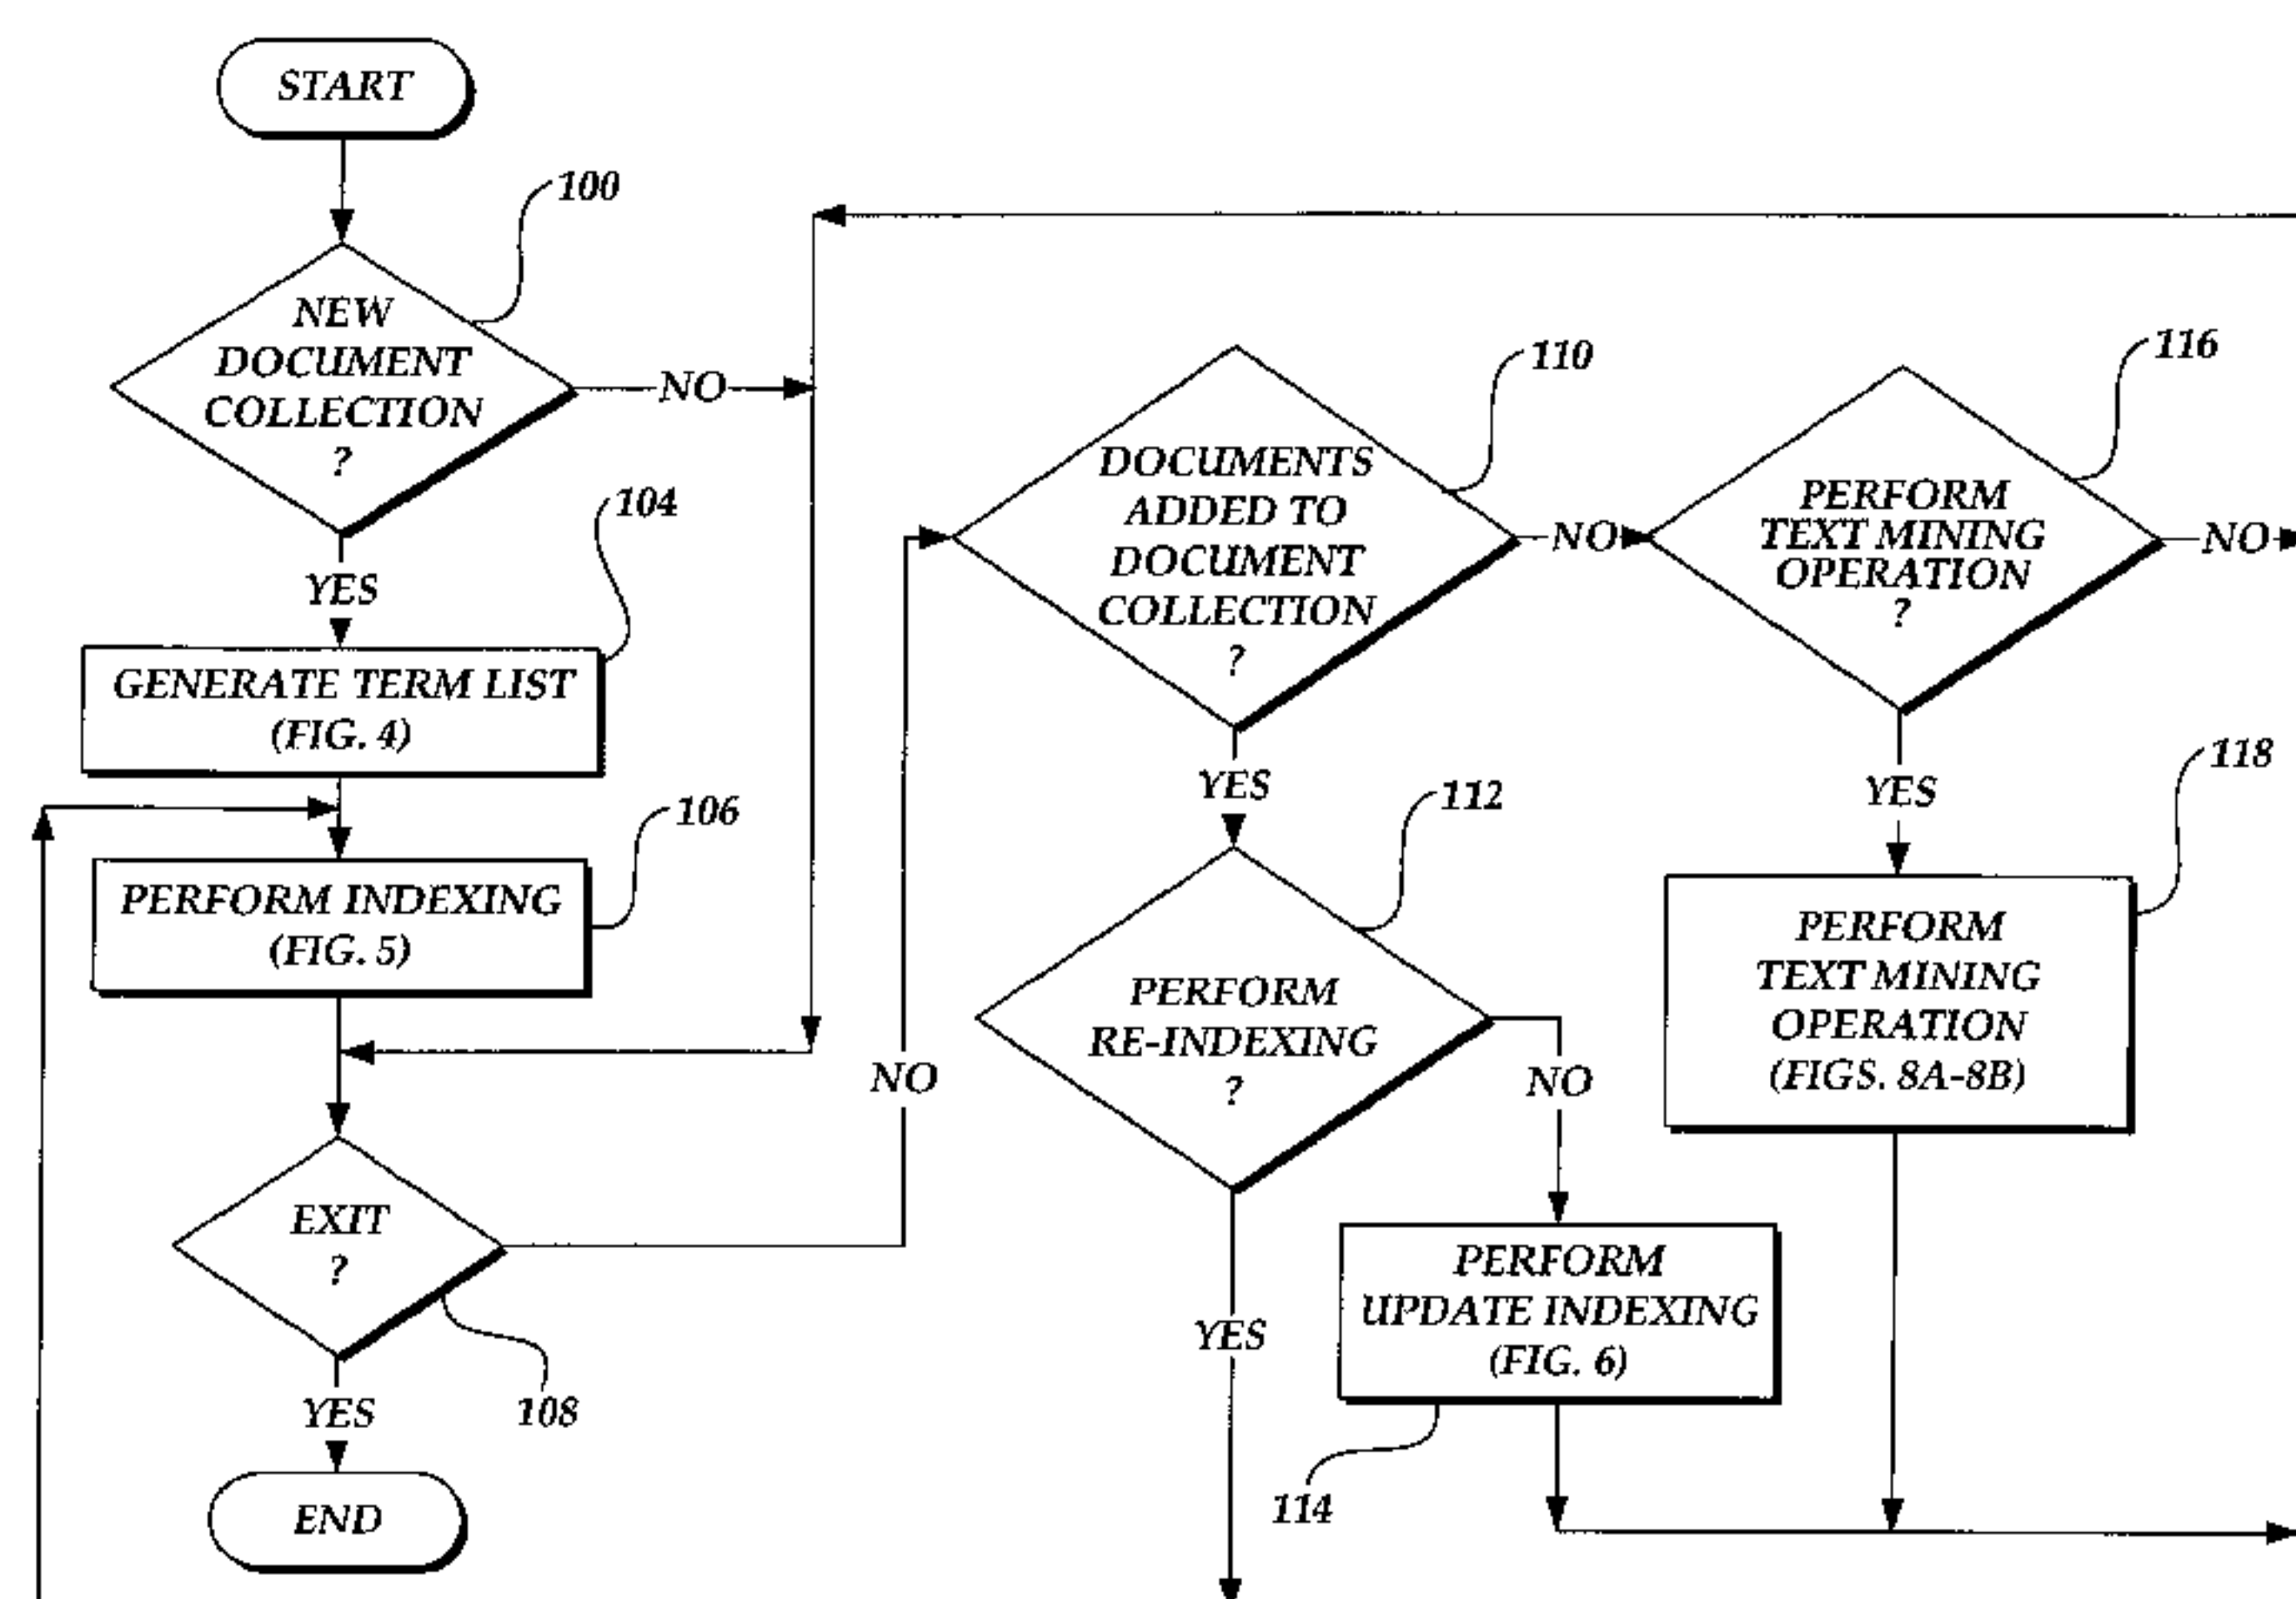 START
100
NEW
DOCUMENT
COLLECTION
?
NO
YES
104
GENERATE TERM LIST
(FIG. 4)
106
PERFORM INDEXING
(FIG. 5)
EXIT
?
108
YES
END
NO
110
DOCUMENTS
ADDED TO
DOCUMENT
COLLECTION
?
NO
YES
112
PERFORM
RE-INDEXING
?
NO
YES
PERFORM
UPDATE INDEXING
(FIG. 6)
114
116
PERFORM
TEXT MINING
OPERATION
?
NO
YES
118
PERFORM
TEXT MINING
OPERATION
(FIGS. 8A-8B)